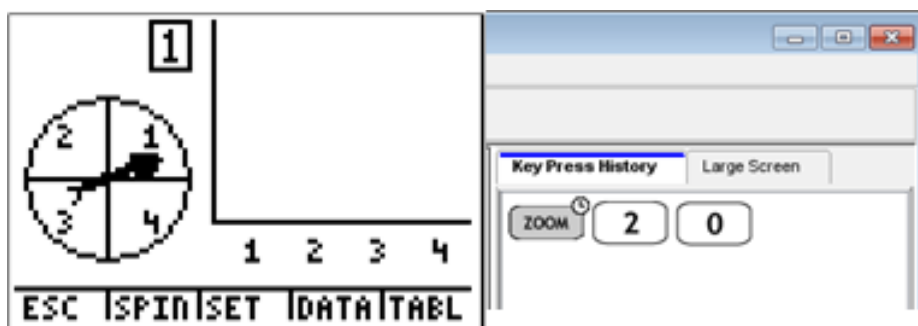 1
2 1
3 4
1 2 3 4
ESC SPIN SET DATA TABL
Key Press History Large Screen
ZOOM 2 0